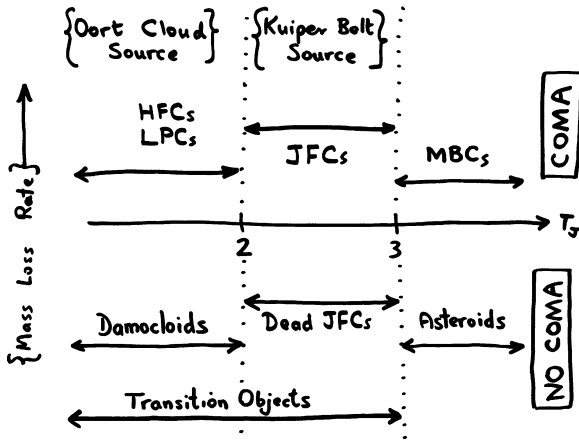 {Oort Cloud}
Source
{Kuiper Belt}
Source
HFCs
LPCs
JFCs
MBCs
COMA
{Mass Loss Rate}
2
3
TJ
Damocloids
Dead JFCs
Asteroids
NO COMA
Transition Objects